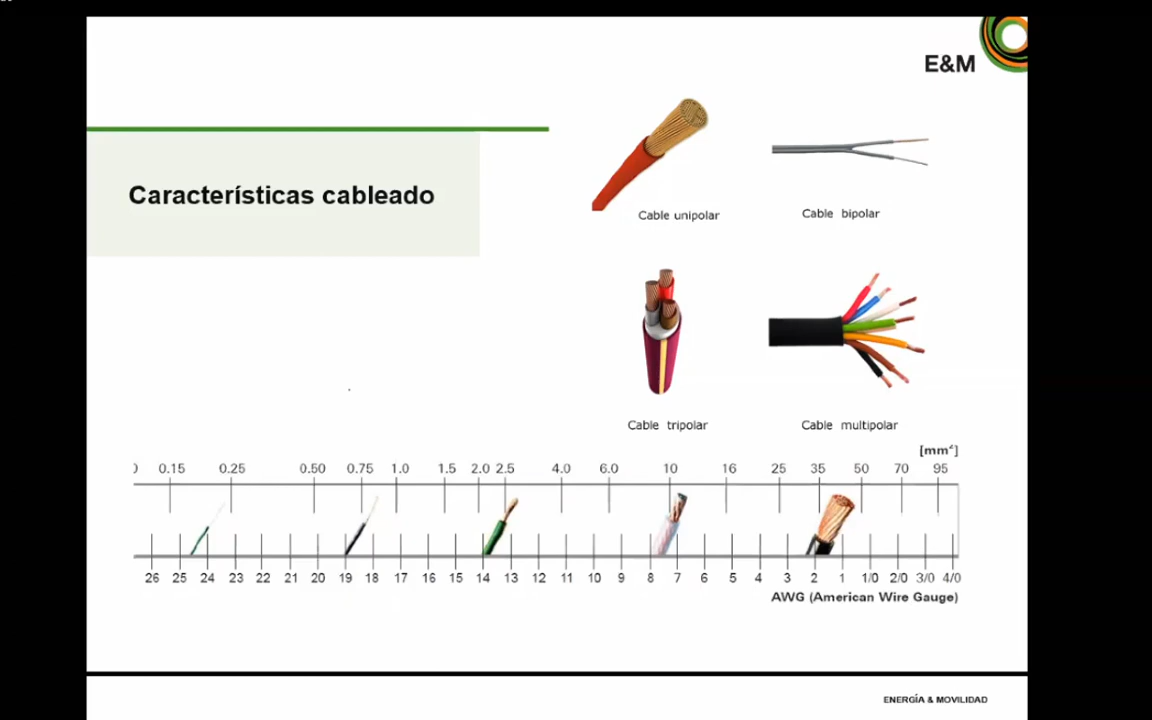 E&M
Características cableado
Cable unipolar
Cable bipolar
Cable tripolar
Cable multipolar
[mm²]
0.15 0.25 0.50 0.75 1.0 1.5 2.0 2.5 4.0 6.0 10 16 25 35 50 70 95
26 25 24 23 22 21 20 19 18 17 16 15 14 13 12 11 10 9 8 7 6 5 4 3 2 1 1/0 2/0 3/0 4/0
AWG (American Wire Gauge)
ENERGÍA & MOVILIDAD